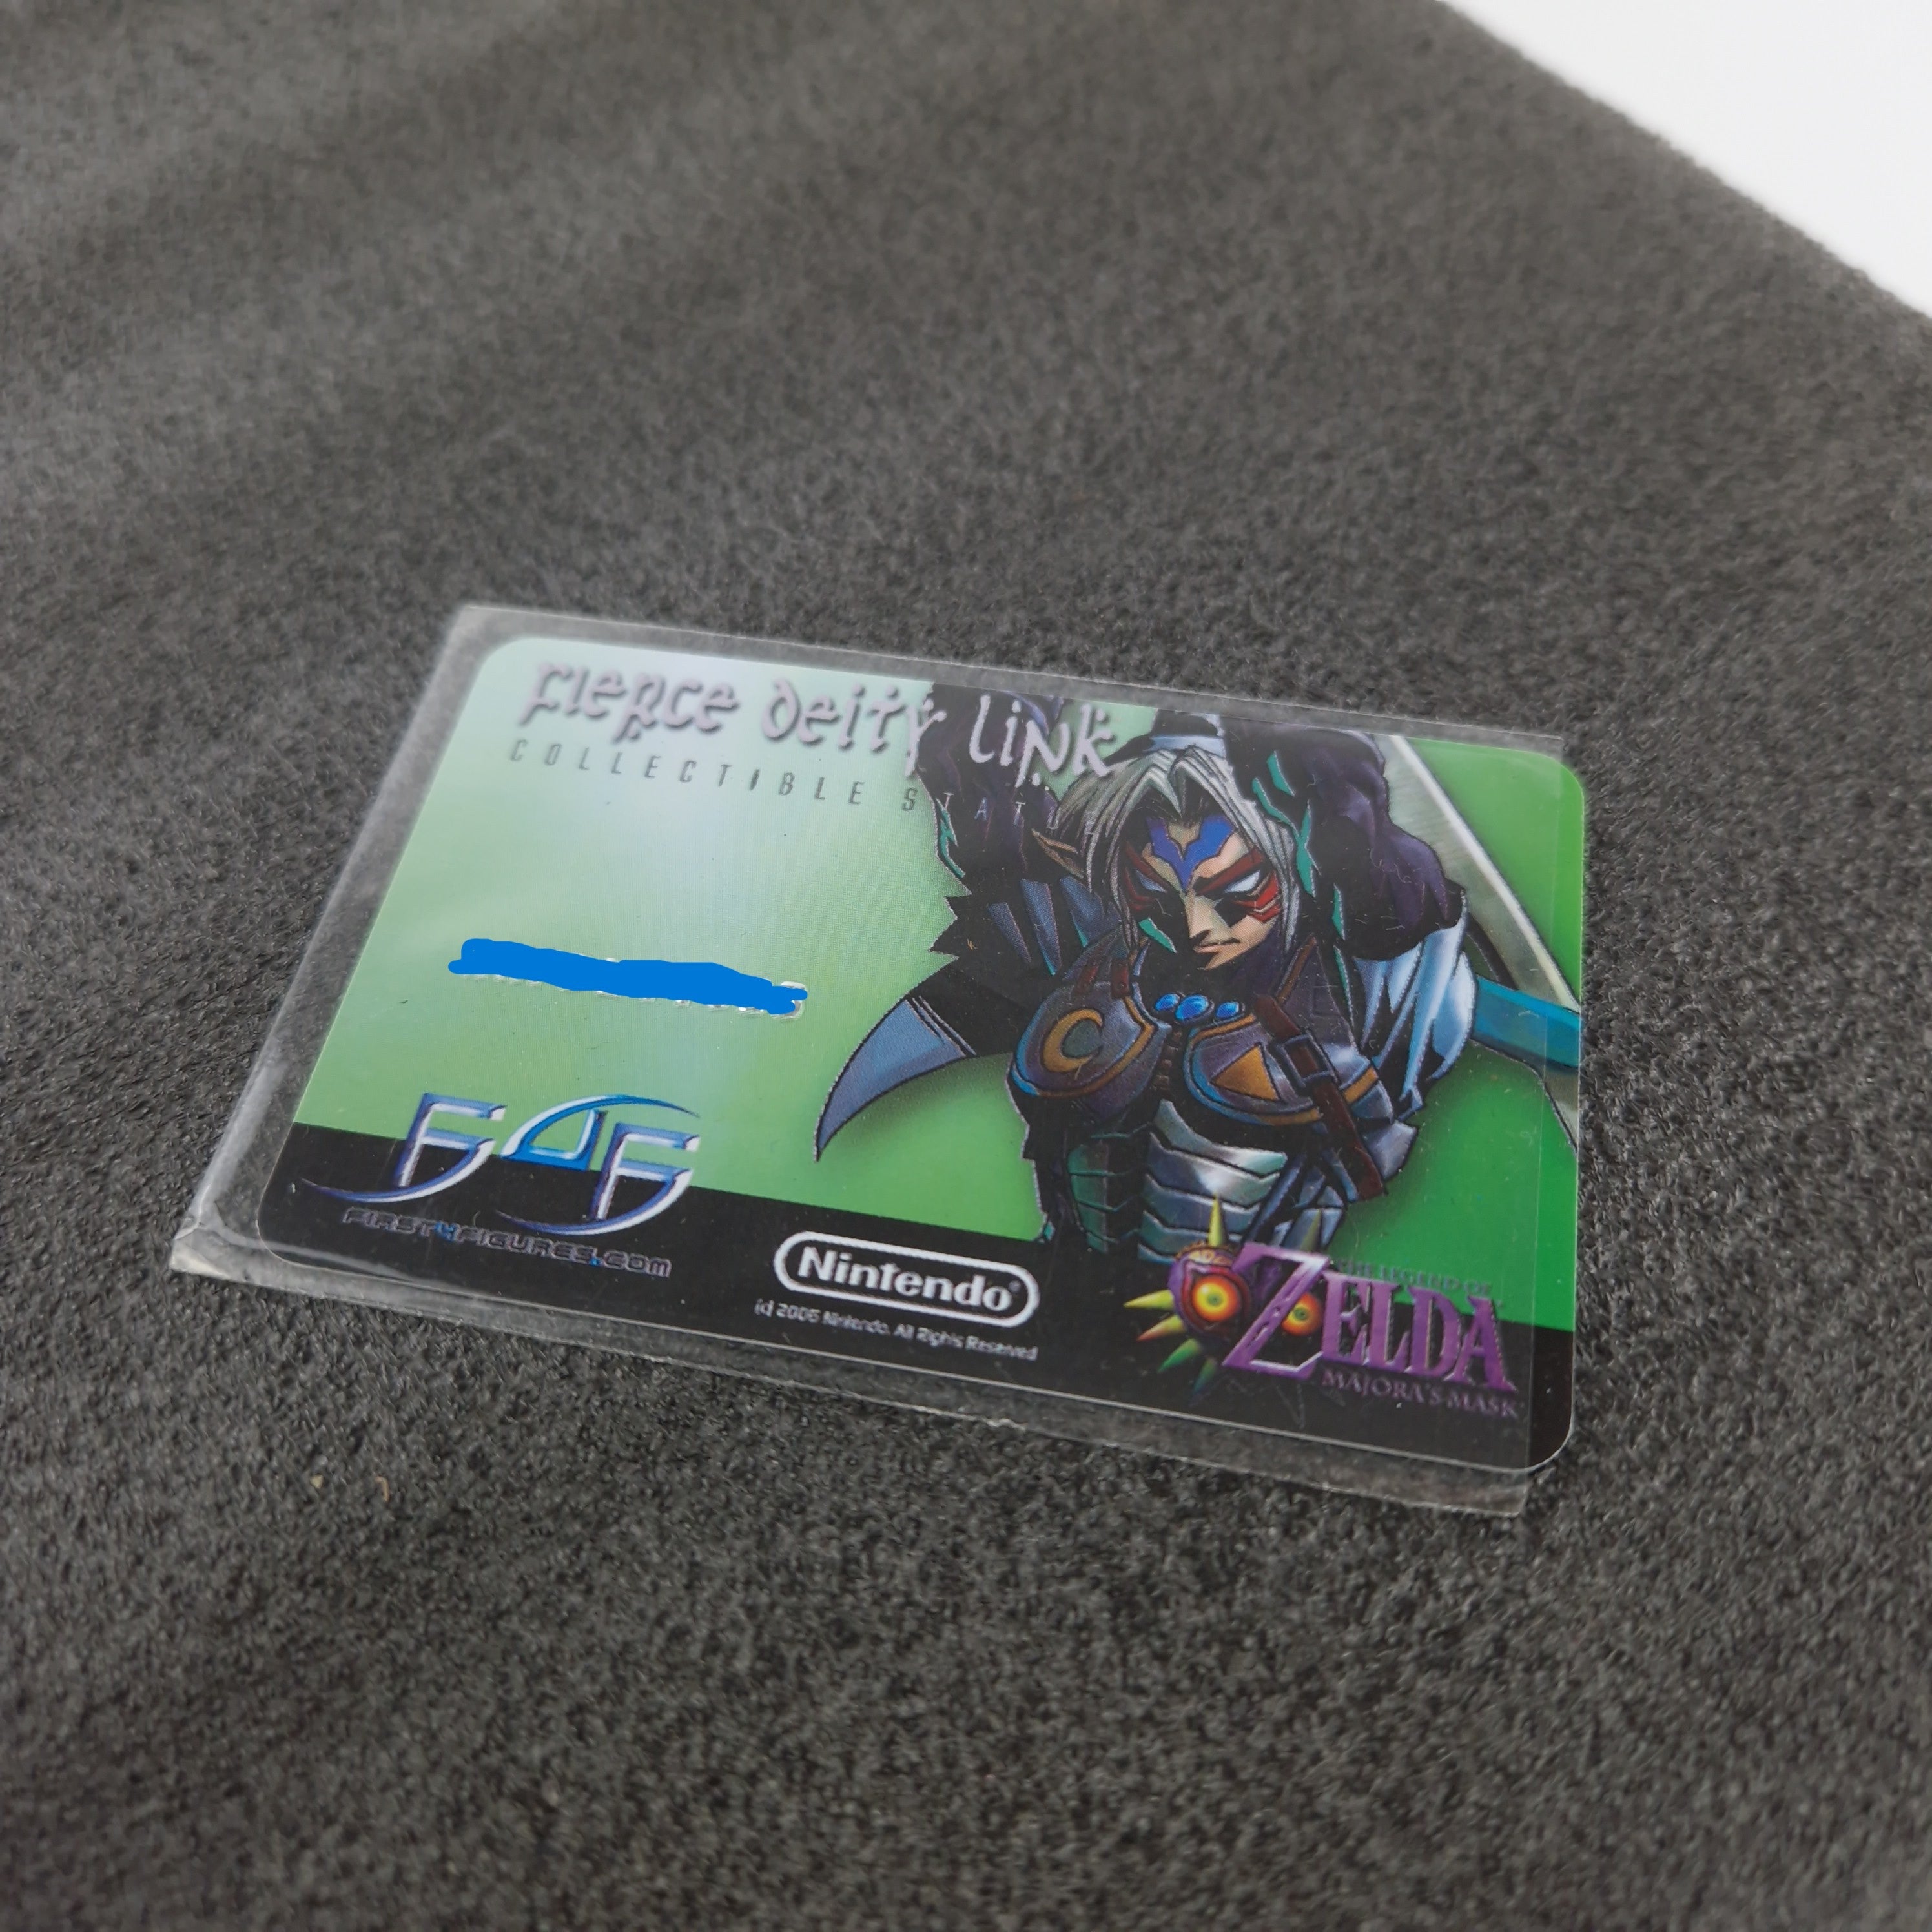 Fierce Deity Link
COLLECTIBLE STATUE
F4F
FIRST4FIGURES.COM
Nintendo®
(c) 2005 Nintendo. All Rights Reserved
THE LEGEND OF
ZELDA
MAJORA'S MASK